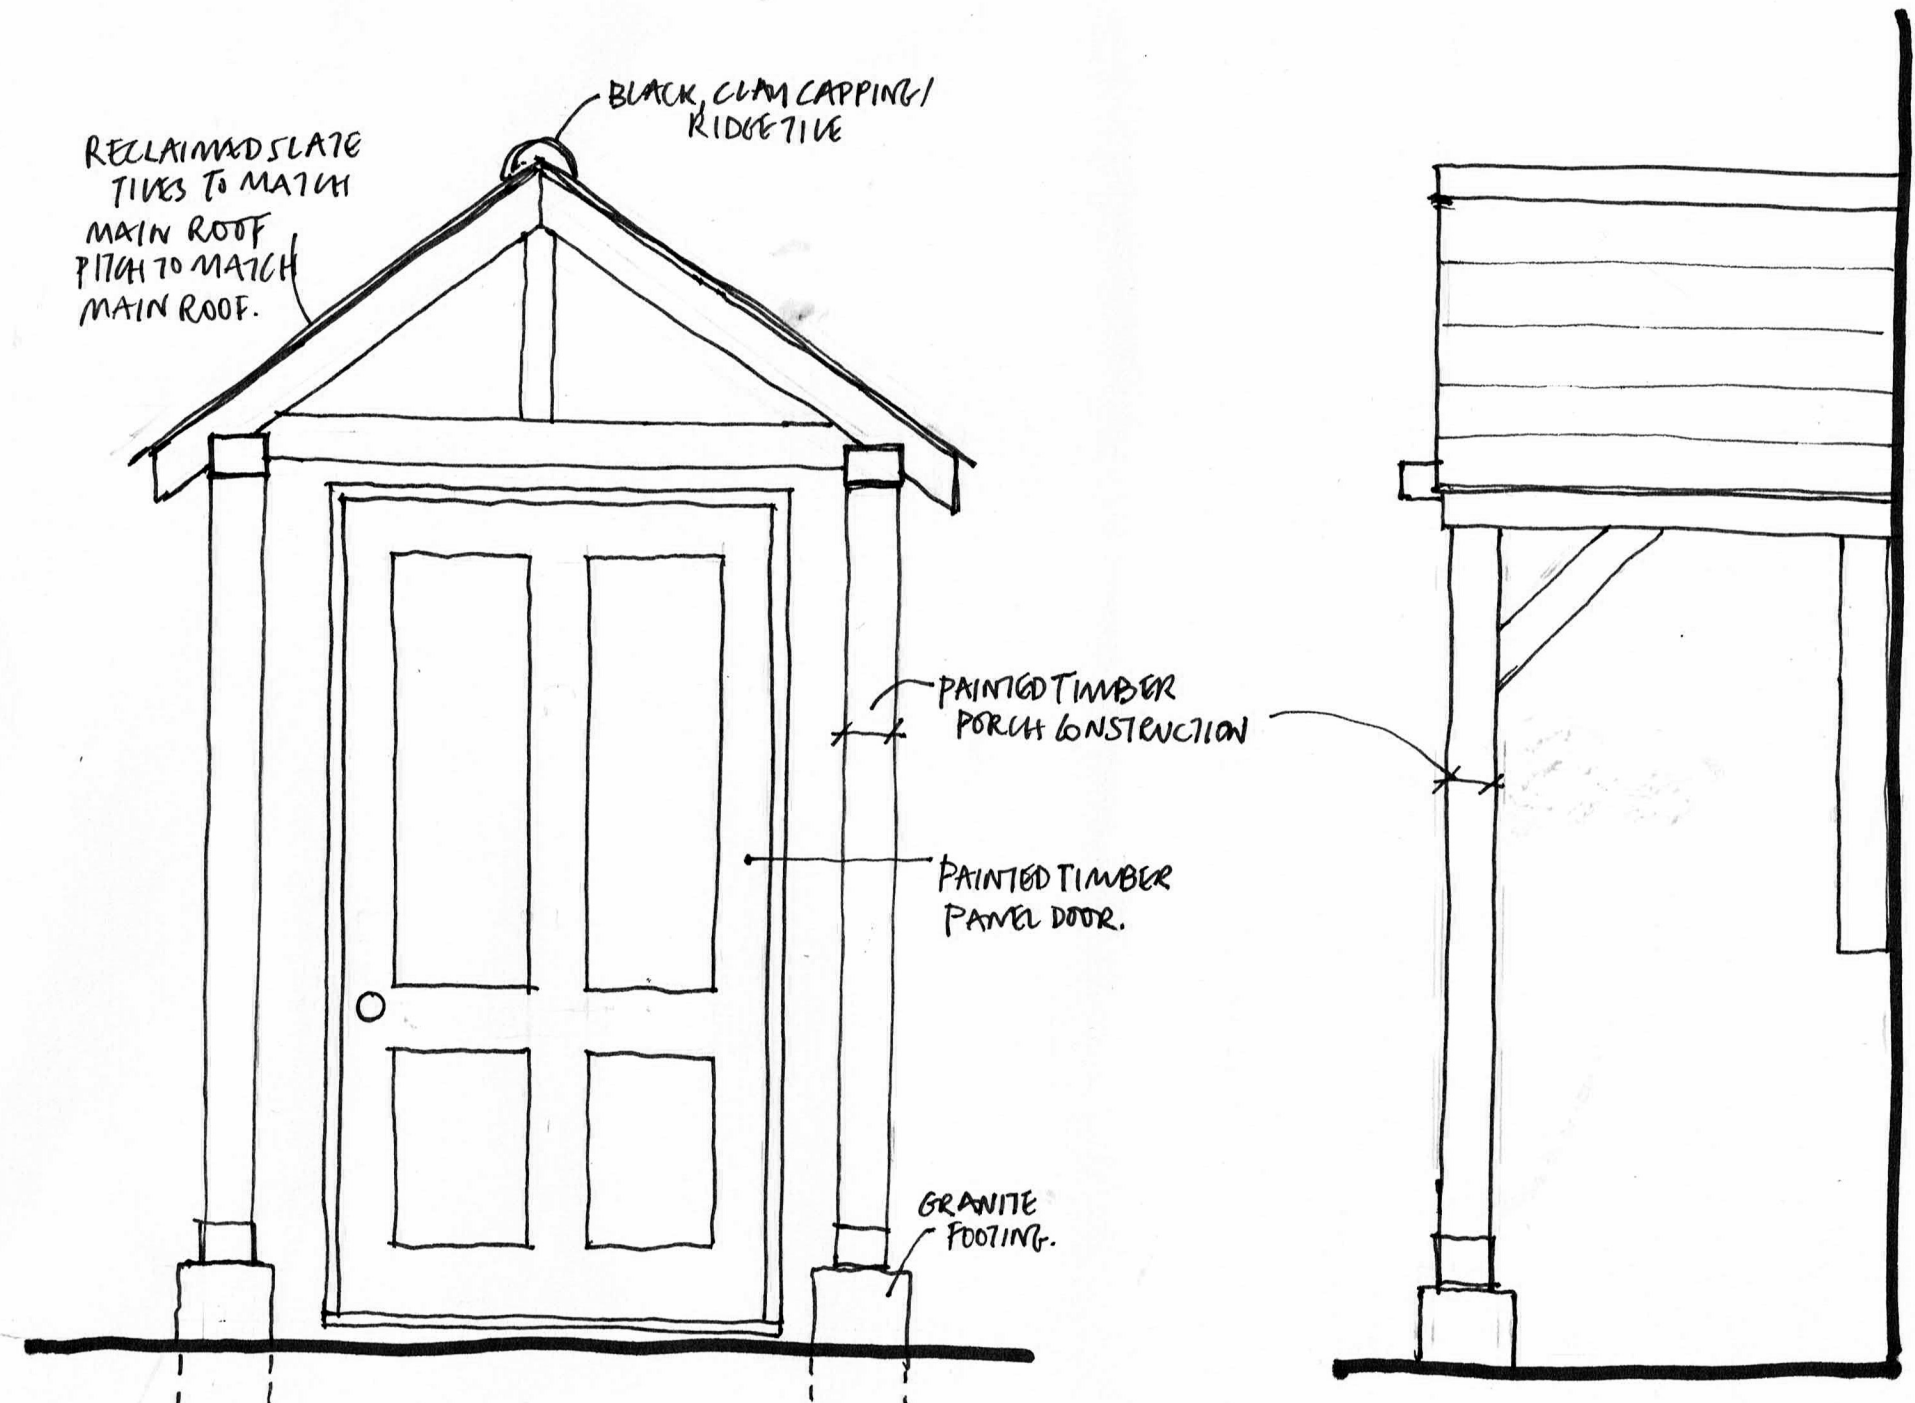 BLACK, CLAY CAPPING/
RIDGE TILE
RECLAIMED SLATE
TILES TO MATCH
MAIN ROOF
PITCH TO MATCH
MAIN ROOF.
PAINTED TIMBER
PORCH CONSTRUCTION
PAINTED TIMBER
PANEL DOOR.
GRANITE
FOOTING.